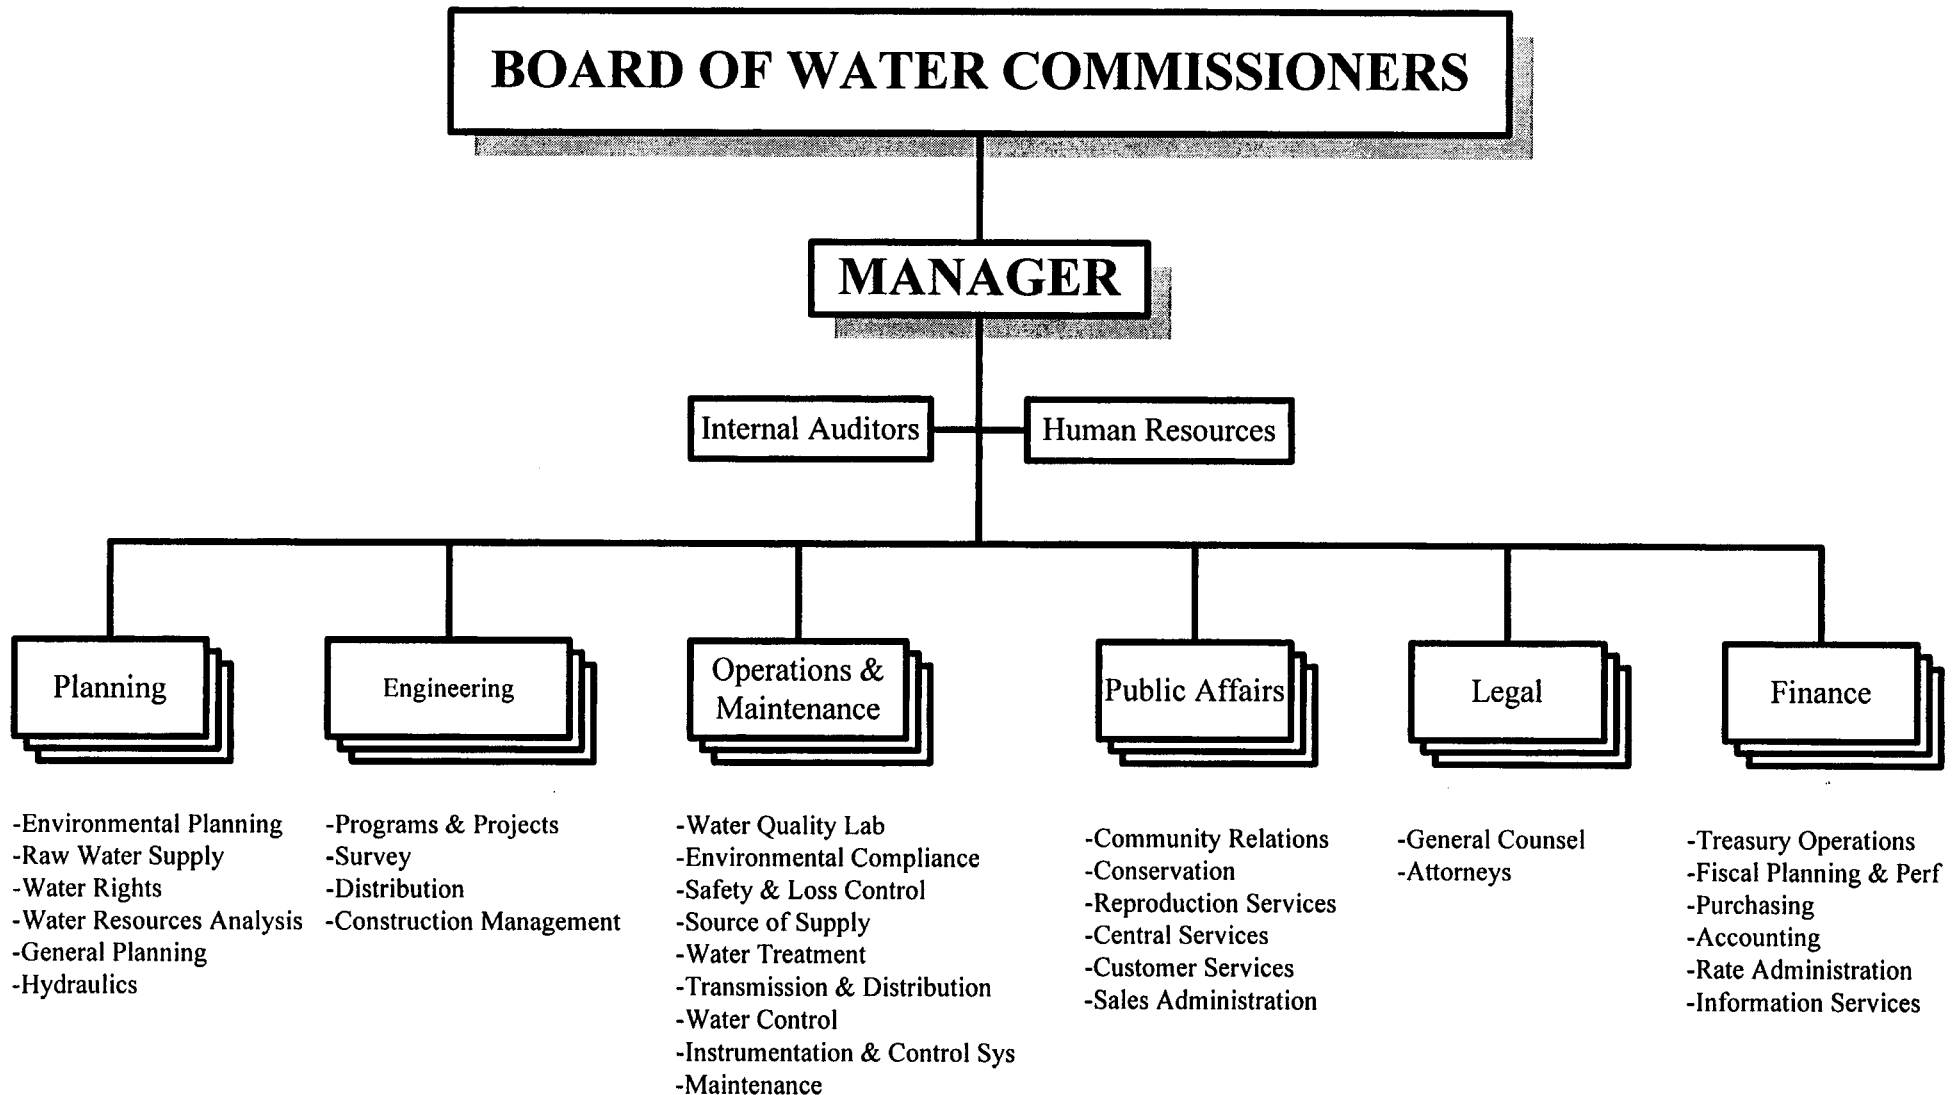 BOARD OF WATER COMMISSIONERS
MANAGER
Internal Auditors
Human Resources
Planning
-Environmental Planning
-Raw Water Supply
-Water Rights
-Water Resources Analysis
-General Planning
-Hydraulics
Engineering
-Programs & Projects
-Survey
-Distribution
-Construction Management
Operations &
Maintenance
-Water Quality Lab
-Environmental Compliance
-Safety & Loss Control
-Source of Supply
-Water Treatment
-Transmission & Distribution
-Water Control
-Instrumentation & Control Sys
-Maintenance
Public Affairs
-Community Relations
-Conservation
-Reproduction Services
-Central Services
-Customer Services
-Sales Administration
Legal
-General Counsel
-Attorneys
Finance
-Treasury Operations
-Fiscal Planning & Perf
-Purchasing
-Accounting
-Rate Administration
-Information Services